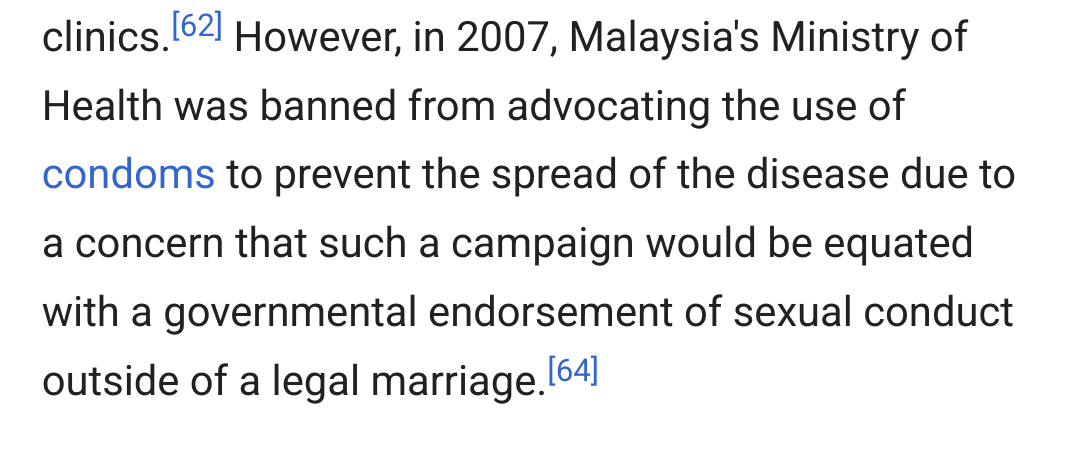 clinics.[62] However, in 2007, Malaysia's Ministry of
Health was banned from advocating the use of
condoms to prevent the spread of the disease due to
a concern that such a campaign would be equated
with a governmental endorsement of sexual conduct
outside of a legal marriage.[64]